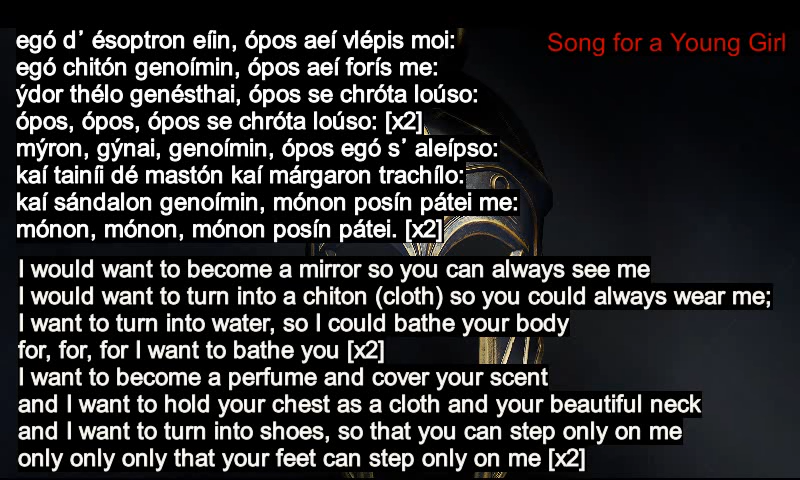 Song for a Young Girl
egó d’ ésoptron eíin, ópos aeí vlépis moi:
egó chitón genoímin, ópos aeí forís me:
ýdor thélo genésthai, ópos se chróta loúso:
ópos, ópos, ópos se chróta loúso: [x2]
mýron, gýnai, genoímin, ópos egó s’ aleípso:
kaí tainíi dé mastón kaí márgaron trachílo:
kaí sándalon genoímin, mónon posín pátei me:
mónon, mónon, mónon posín pátei. [x2]
I would want to become a mirror so you can always see me
I would want to turn into a chiton (cloth) so you could always wear me;
I want to turn into water, so I could bathe your body
for, for, for I want to bathe you [x2]
I want to become a perfume and cover your scent
and I want to hold your chest as a cloth and your beautiful neck
and I want to turn into shoes, so that you can step only on me
only only only that your feet can step only on me [x2]